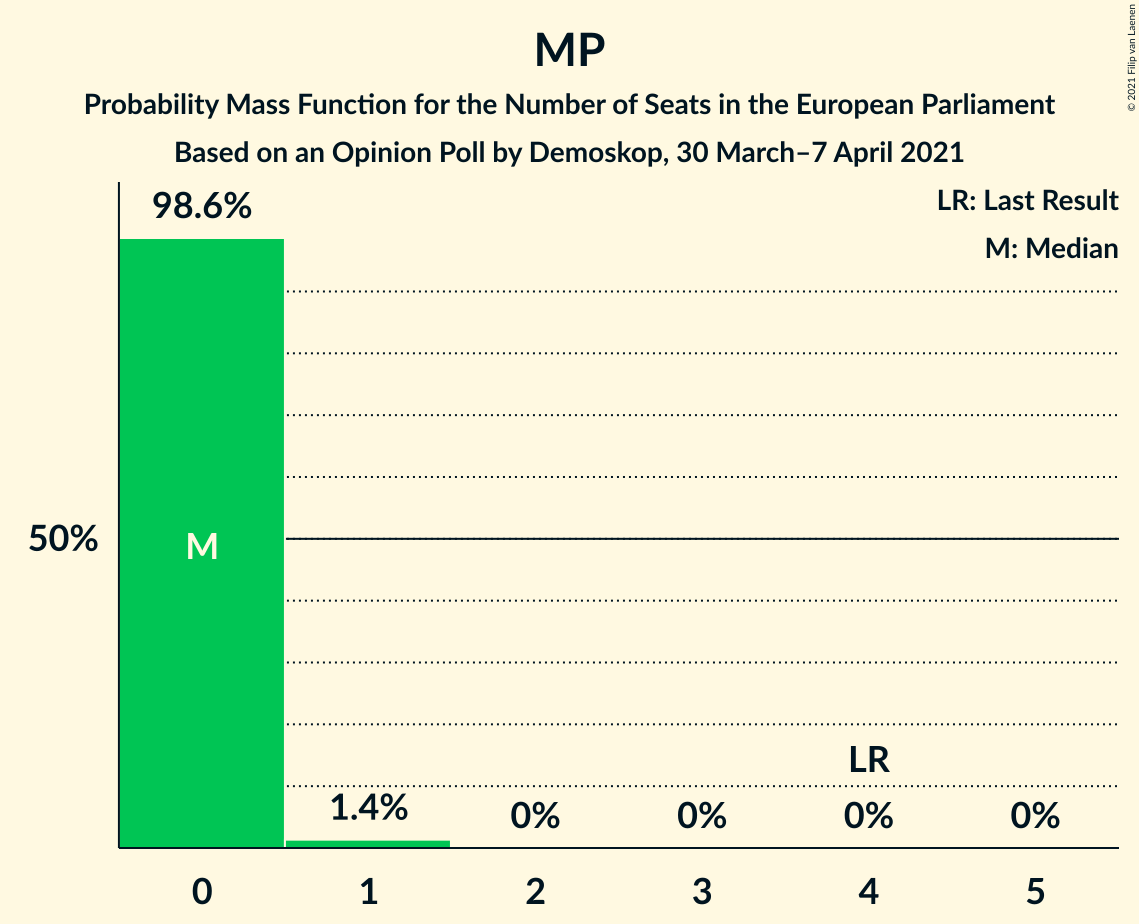 MP
Probability Mass Function for the Number of Seats in the European Parliament
Based on an Opinion Poll by Demoskop, 30 March–7 April 2021
© 2021 Filip van Laenen
LR: Last Result
M: Median
98.6%
50%
M
LR
1.4%
0%
0%
0%
0%
0
1
2
3
4
5